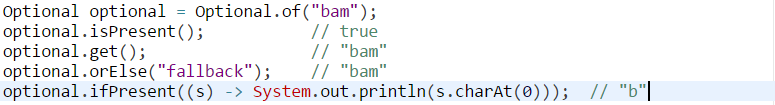 Optional optional = Optional.of("bam");
optional.isPresent();           // true
optional.get();                 // "bam"
optional.orElse("fallback");    // "bam"
optional.ifPresent((s) -> System.out.println(s.charAt(0)));  // "b"